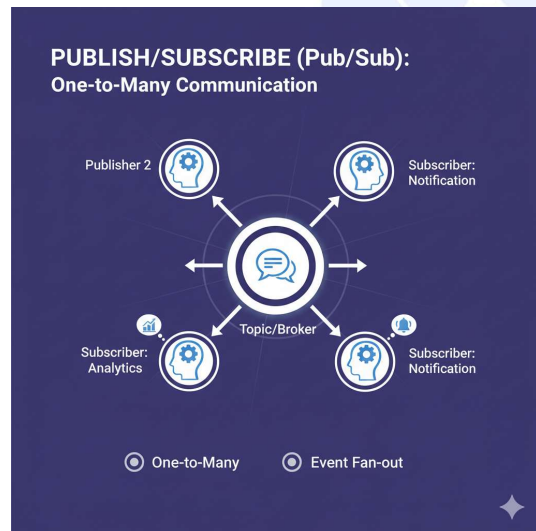 PUBLISH/SUBSCRIBE (Pub/Sub):
One-to-Many Communication
Publisher 2
Subscriber:
Notification
Topic/Broker
Subscriber:
Analytics
Subscriber:
Notification
One-to-Many
Event Fan-out